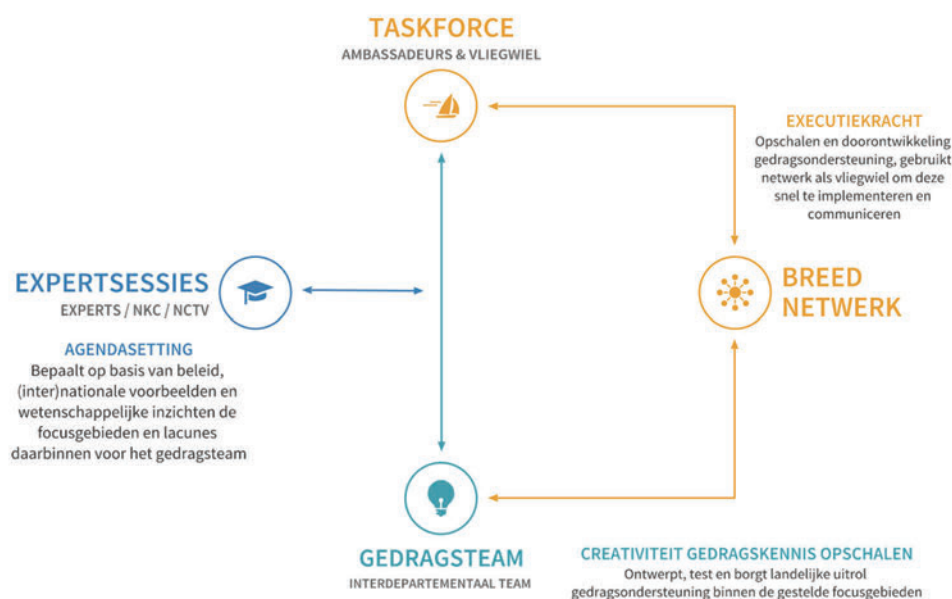 TASKFORCE
AMBASSADEURS & VLIEGWIEL
EXECUTIEKRACHT
Opschalen en doorontwikkeling
gedragsondersteuning, gebruikt
netwerk als vliegwiel om deze
snel te implementeren en
communiceren
EXPERTSESSIES
EXPERTS / NKC / NCTV
BREED
NETWERK
AGENDASETTING
Bepaalt op basis van beleid,
(inter)nationale voorbeelden en
wetenschappelijke inzichten de
focusgebieden en lacunes
daarbinnen voor het gedragsteam
GEDRAGSTEAM
INTERDEPARTEMENTAAL TEAM
CREATIVITEIT GEDRAGSKENNIS OPSCHALEN
Ontwerpt, test en borgt landelijke uitrol
gedragsondersteuning binnen de gestelde focusgebieden